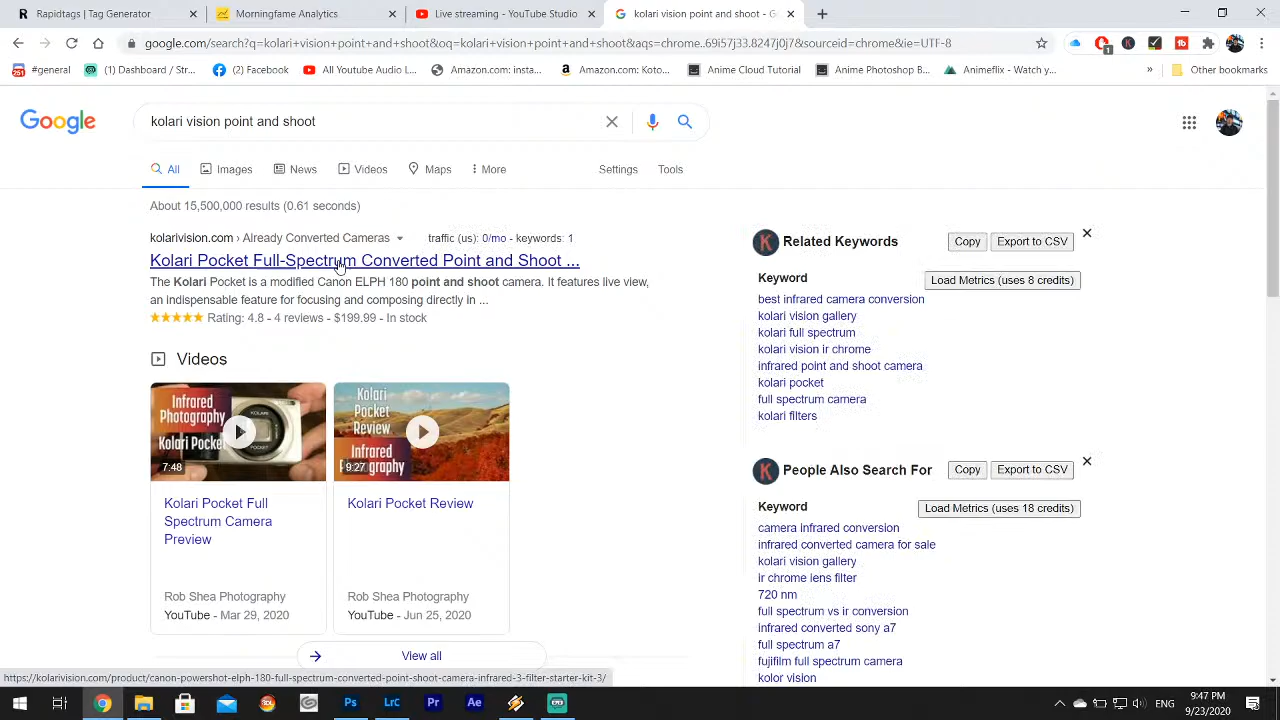 Rapidtags | Tag Generator
Morningfame Analytics
Live streaming - YouTube Studio
kolari vision point and shoot - G
google.com/search?q=kolari+vision+point+and+shoot&oq=kolari+vision+point+and+shoot&aqs=chrome..69i57j33.8247j0j7&sourceid=chrome&ie=UTF-8
#general
(1) Dashboard / Str...
(2) Facebook
All Youtube Audio L...
Amazon.com: insta...
Amazon.com: Koto...
Anime Cloud Tutorial
Anime Photoshop B...
Animeflix - Watch y...
»
Other bookmarks
Google
kolari vision point and shoot
All
Images
News
Videos
Maps
More
Settings
Tools
About 15,500,000 results (0.61 seconds)
kolarivision.com › Already Converted Cameras
traffic (us): 0/mo - keywords: 1
Kolari Pocket Full-Spectrum Converted Point and Shoot ...
The Kolari Pocket is a modified Canon ELPH 180 point and shoot camera. It features live view,
an indispensable feature for focusing and composing directly in ...
Rating: 4.8 - 4 reviews - $199.99 - In stock
Videos
Infrared
Photography
Kolari Pocket
KOLARI
7:48
Kolari Pocket Full
Spectrum Camera
Preview
Rob Shea Photography
YouTube - Mar 29, 2020
Kolari
Pocket
Review
Infrared
Photography
9:27
Kolari Pocket Review
Rob Shea Photography
YouTube - Jun 25, 2020
View all
K
Related Keywords
Copy
Export to CSV
Keyword
Load Metrics (uses 8 credits)
best infrared camera conversion
kolari vision gallery
kolari full spectrum
kolari vision ir chrome
infrared point and shoot camera
kolari pocket
full spectrum camera
kolari filters
K
People Also Search For
Copy
Export to CSV
Keyword
Load Metrics (uses 18 credits)
camera infrared conversion
infrared converted camera for sale
kolari vision gallery
ir chrome lens filter
720 nm
full spectrum vs ir conversion
infrared converted sony a7
full spectrum a7
fujifilm full spectrum camera
kolor vision
https://kolarivision.com/product/canon-powershot-elph-180-full-spectrum-converted-point-shoot-camera-infrared-3-filter-starter-kit-3/
Ps
Lrc
Pr
Ae
ENG
9:47 PM
9/23/2020